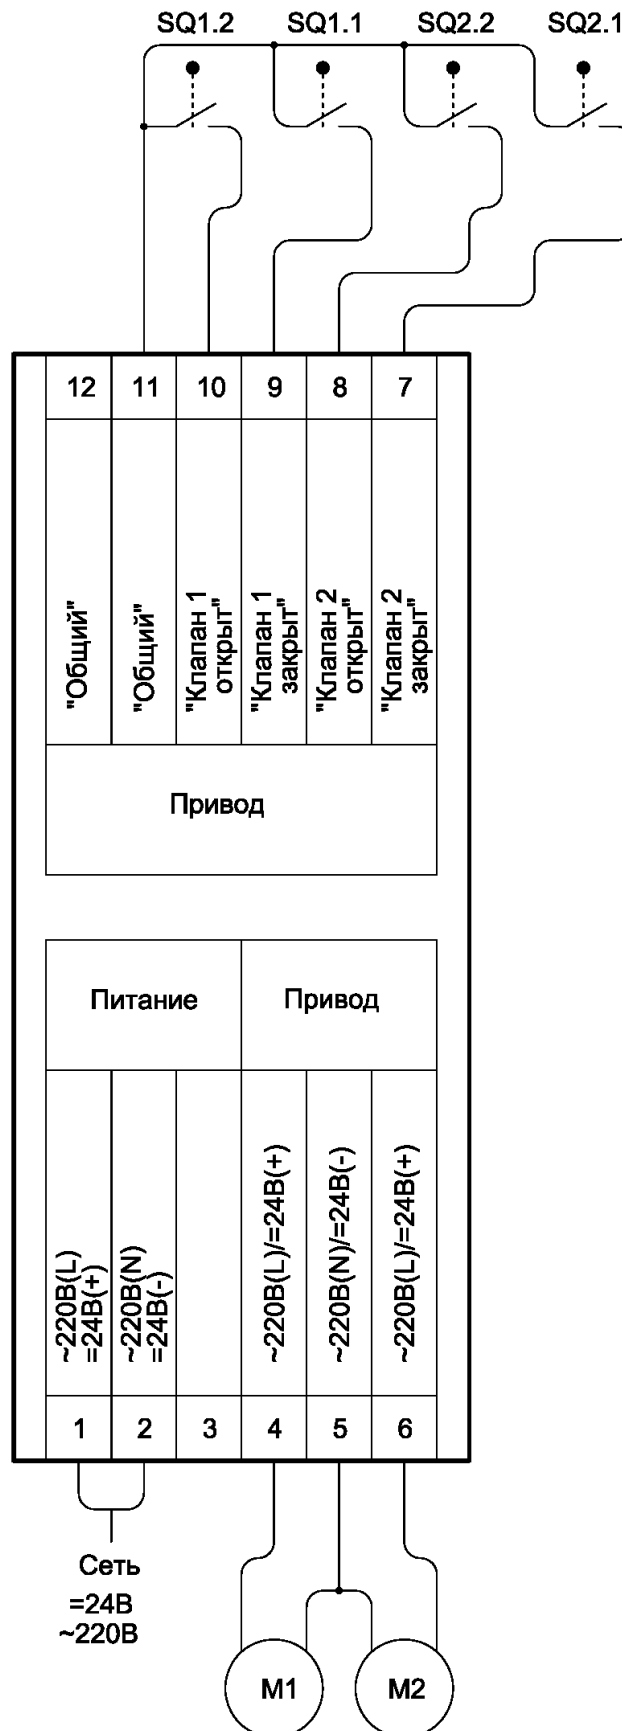 SQ1.2 SQ1.1 SQ2.2 SQ2.1
12 11 10 9 8 7
"Общий"
"Общий"
"Клапан 1
открыт"
"Клапан 1
закрыт"
"Клапан 2
открыт"
"Клапан 2
закрыт"
Привод
Питание Привод
~220В(L)
=24В(+)
~220В(N)
=24В(-)
~220В(L)/=24В(+)
~220В(N)/=24В(-)
~220В(L)/=24В(+)
1 2 3 4 5 6
Сеть
=24В
~220В
М1 М2